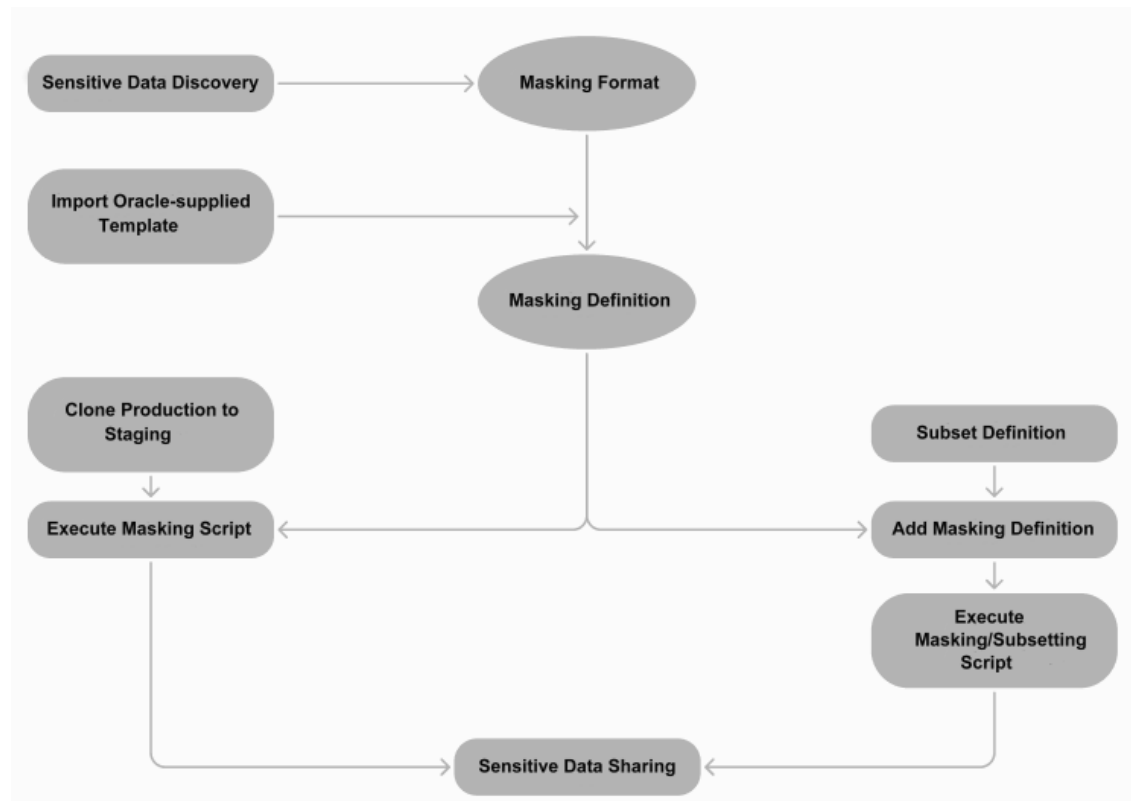 Sensitive Data Discovery
Masking Format
Import Oracle-supplied
Template
Masking Definition
Clone Production to
Staging
Subset Definition
Execute Masking Script
Add Masking Definition
Execute
Masking/Subsetting
Script
Sensitive Data Sharing